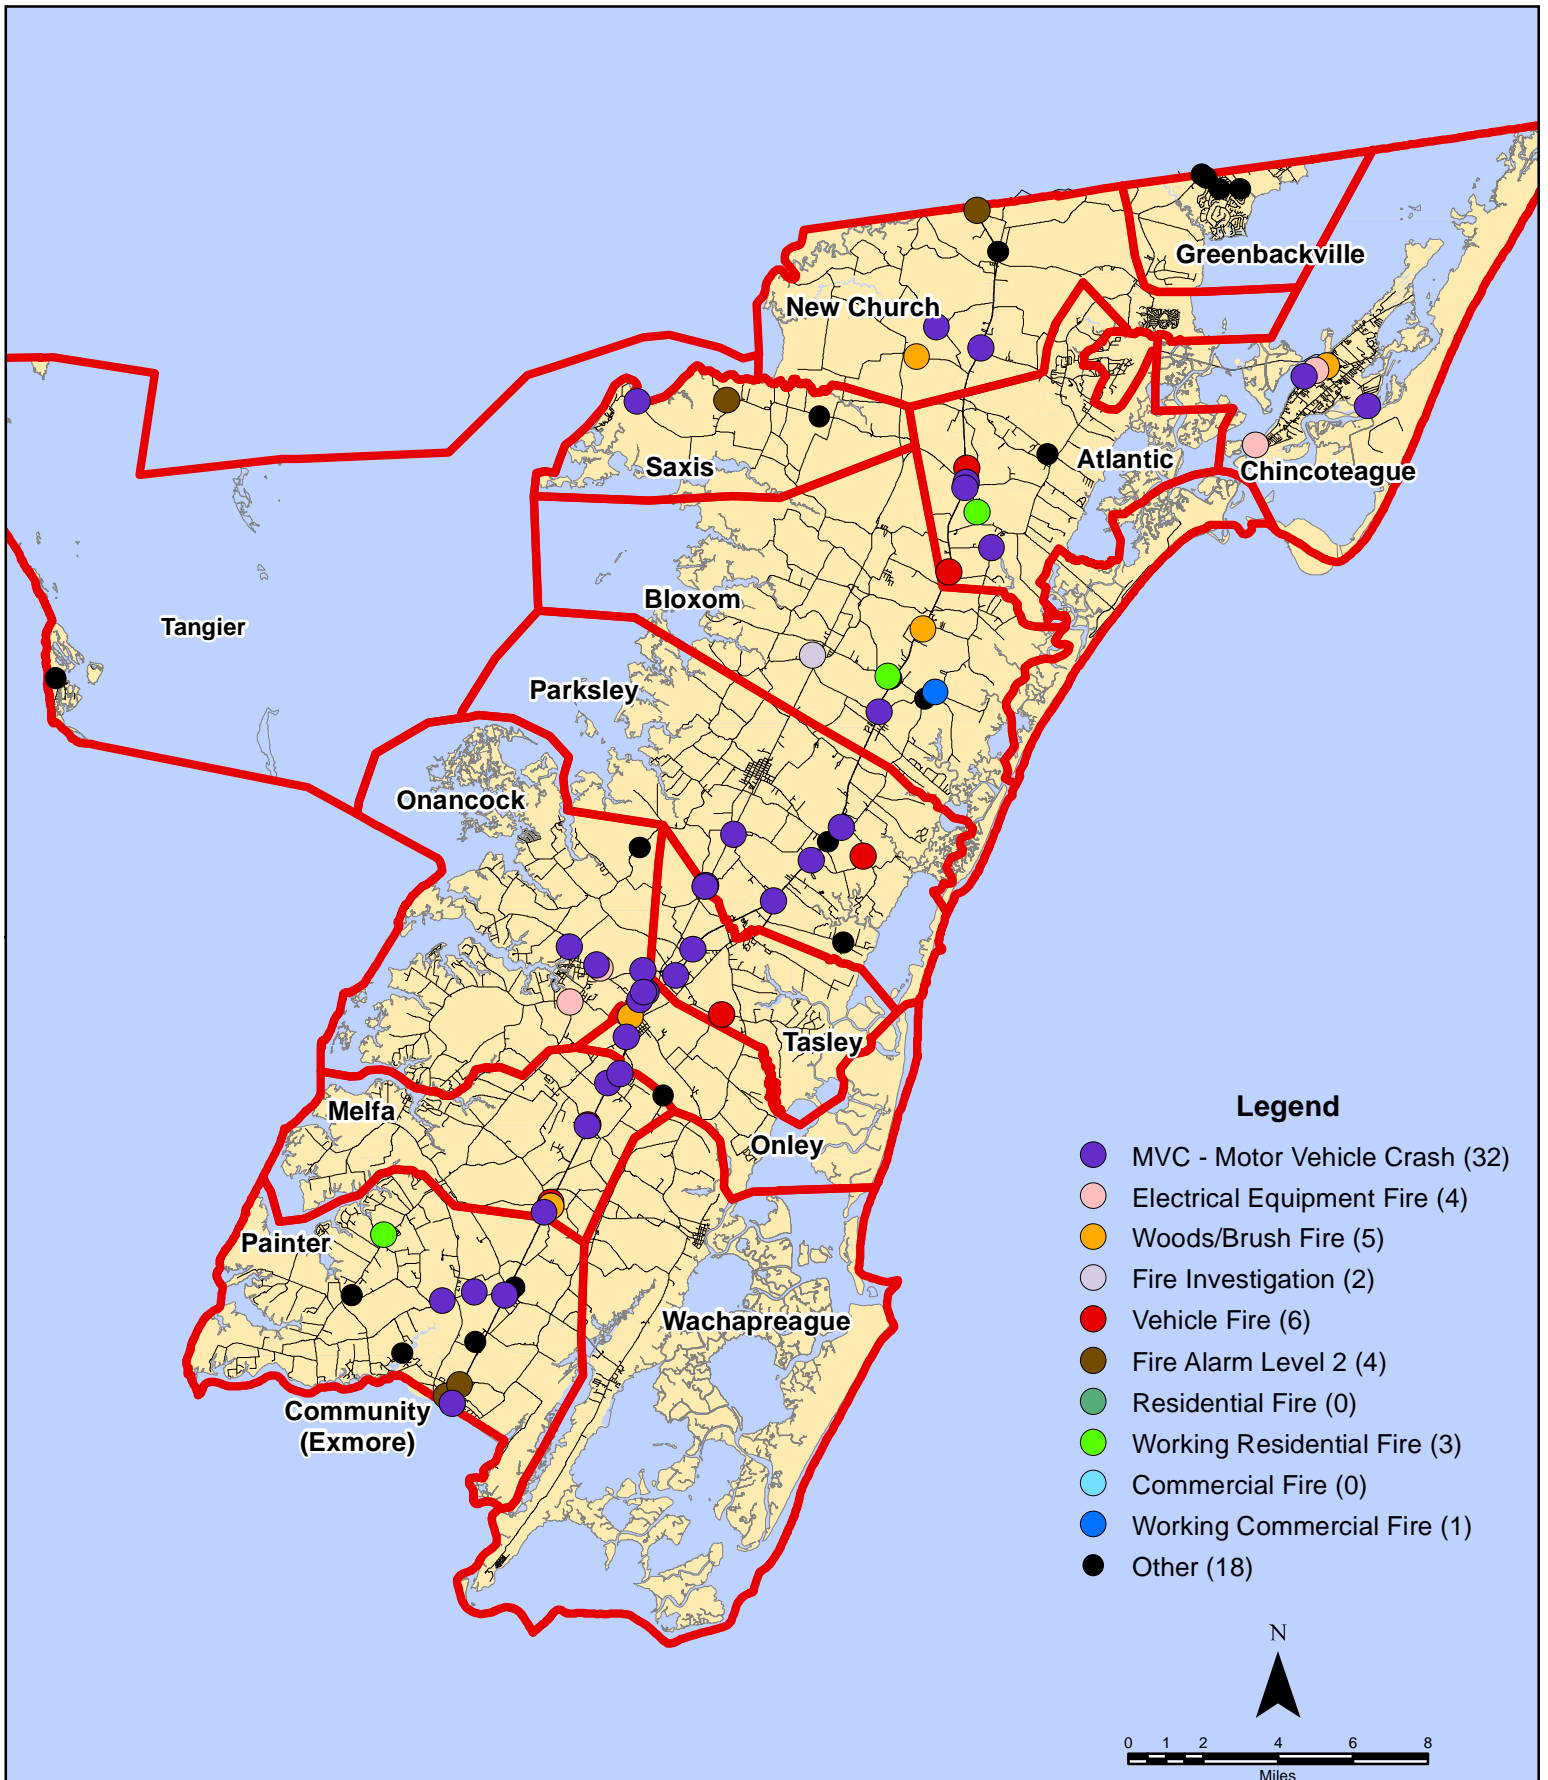 Greenbackville
New Church
Atlantic
Saxis
Chincoteague
Bloxom
Tangier
Parksley
Onancock
Tasley
Melfa
Onley
Painter
Wachapreague
Community
(Exmore)
Legend
MVC - Motor Vehicle Crash (32)
Electrical Equipment Fire (4)
Woods/Brush Fire (5)
Fire Investigation (2)
Vehicle Fire (6)
Fire Alarm Level 2 (4)
Residential Fire (0)
Working Residential Fire (3)
Commercial Fire (0)
Working Commercial Fire (1)
Other (18)
N
0 1 2 4 6 8
Miles